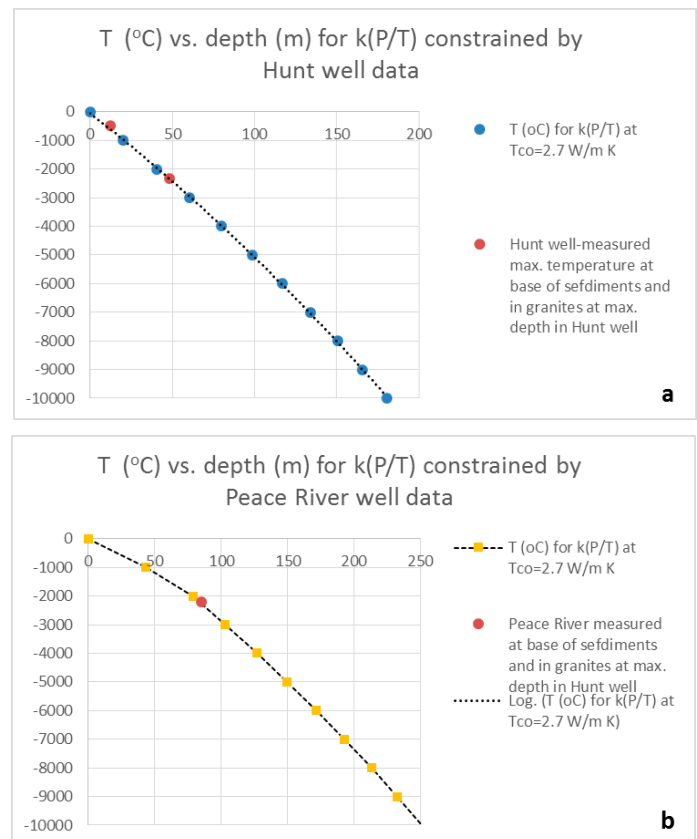 T (oC) vs. depth (m) for k(P/T) constrained by
Hunt well data
0
0 50 100 150 200
-1000
-2000
-3000
-4000
-5000
-6000
-7000
-8000
-9000
-10000
T (oC) for k(P/T) at
Tco=2.7 W/m K
Hunt well-measured
max. temperature at
base of sefdiments and
in granites at max.
depth in Hunt well
a
T (oC) vs. depth (m) for k(P/T) constrained by
Peace River well data
0
0 50 100 150 200 250
-1000
-2000
-3000
-4000
-5000
-6000
-7000
-8000
-9000
-10000
T (oC) for k(P/T) at
Tco=2.7 W/m K
Peace River measured
at base of sefdiments
and in granites at max.
depth in Hunt well
Log. (T (oC) for k(P/T) at
Tco=2.7 W/m K)
b